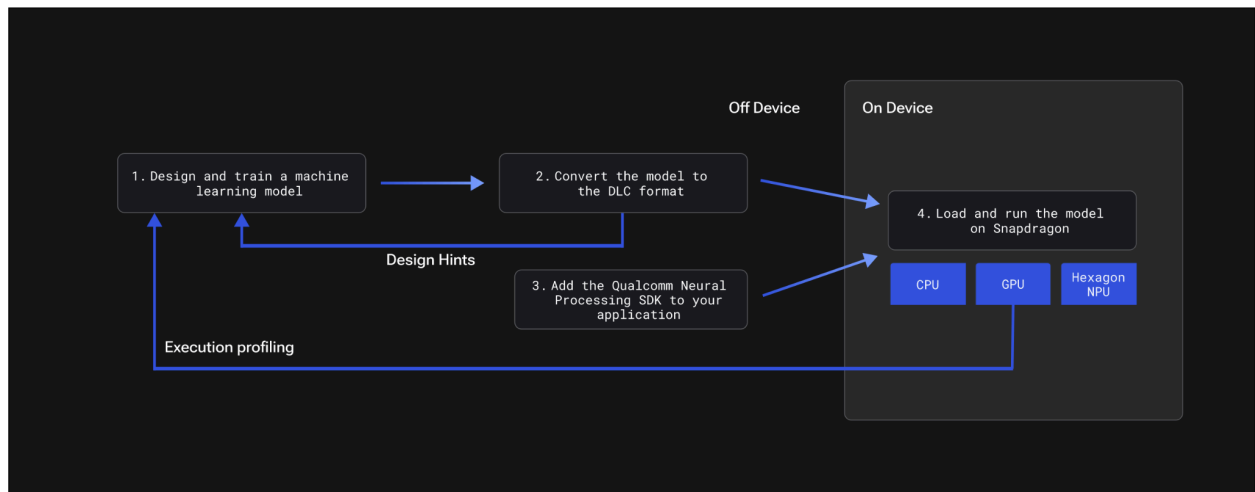 Off Device
On Device
1. Design and train a machine
learning model
2. Convert the model to
the DLC format
4. Load and run the model
on Snapdragon
Design Hints
3. Add the Qualcomm Neural
Processing SDK to your
application
CPU
GPU
Hexagon
NPU
Execution profiling